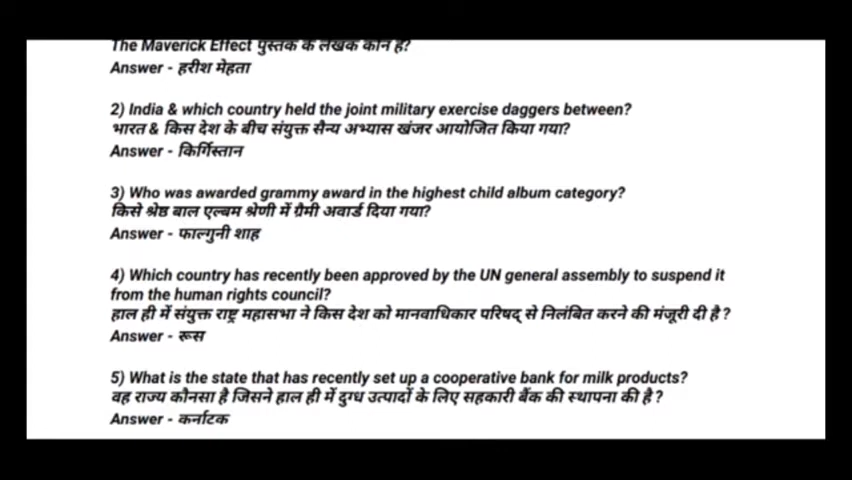 The Maverick Effect पुस्तक के लेखक कौन है?
Answer - हरीश मेहता
2) India & which country held the joint military exercise daggers between?
भारत & किस देश के बीच संयुक्त सैन्य अभ्यास खंजर आयोजित किया गया?
Answer - किर्गिस्तान
3) Who was awarded grammy award in the highest child album category?
किसे श्रेष्ठ बाल एल्बम श्रेणी में ग्रैमी अवार्ड दिया गया?
Answer - फाल्गुनी शाह
4) Which country has recently been approved by the UN general assembly to suspend it
from the human rights council?
हाल ही में संयुक्त राष्ट्र महासभा ने किस देश को मानवाधिकार परिषद् से निलंबित करने की मंजूरी दी है?
Answer - रूस
5) What is the state that has recently set up a cooperative bank for milk products?
वह राज्य कौनसा है जिसने हाल ही में दुग्ध उत्पादों के लिए सहकारी बैंक की स्थापना की है?
Answer - कर्नाटक